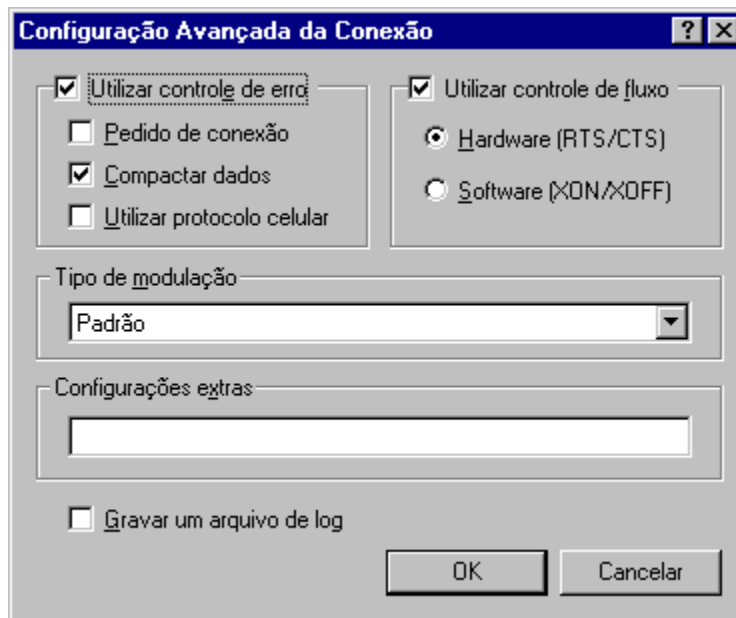 Configuração Avançada da Conexão
Utilizar controle de erro
Pedido de conexão
Compactar dados
Utilizar protocolo celular
Utilizar controle de fluxo
Hardware (RTS/CTS)
Software (XON/XOFF)
Tipo de modulação
Padrão
Configurações extras
Gravar um arquivo de log
OK
Cancelar